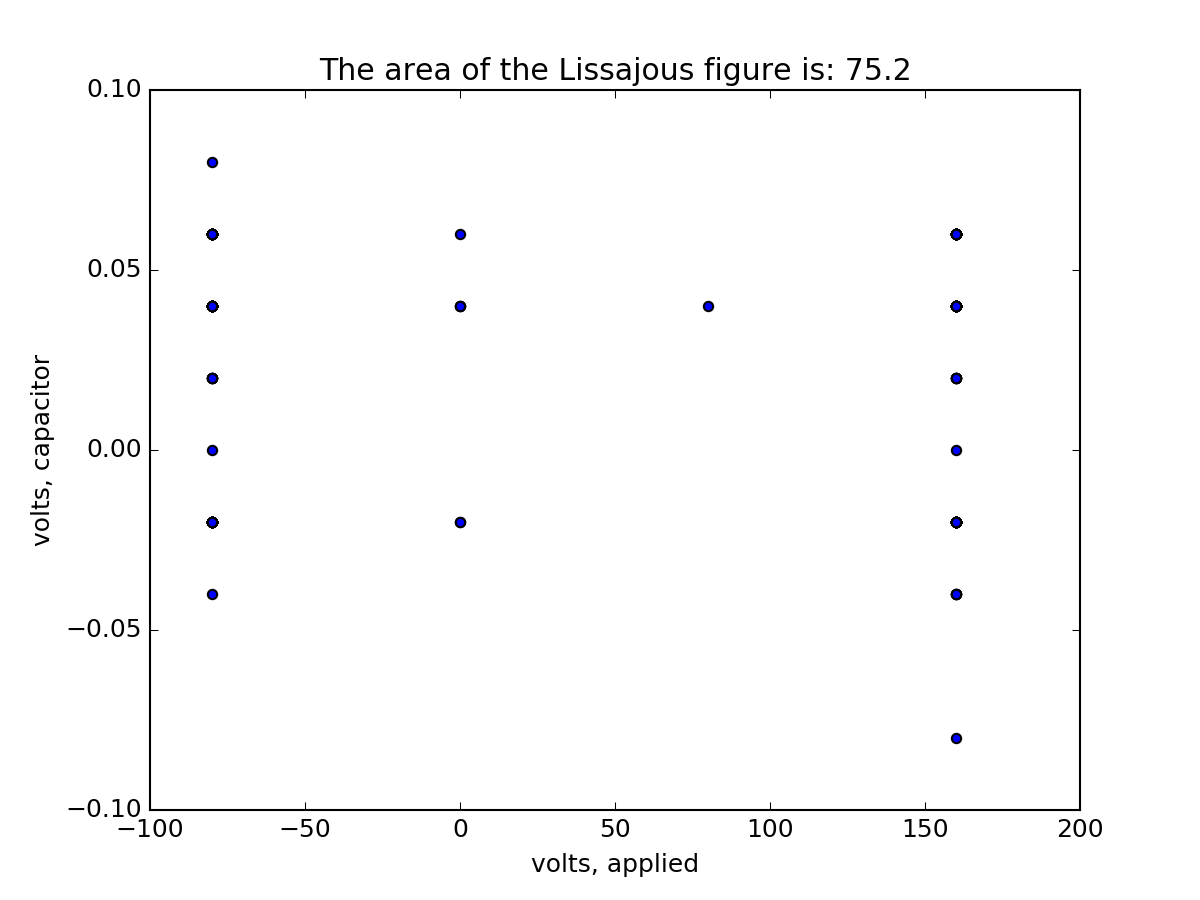 The area of the Lissajous figure is: 75.2
0.10
0.05
0.00
−0.05
−0.10
volts, capacitor
−100 −50 0 50 100 150 200
volts, applied